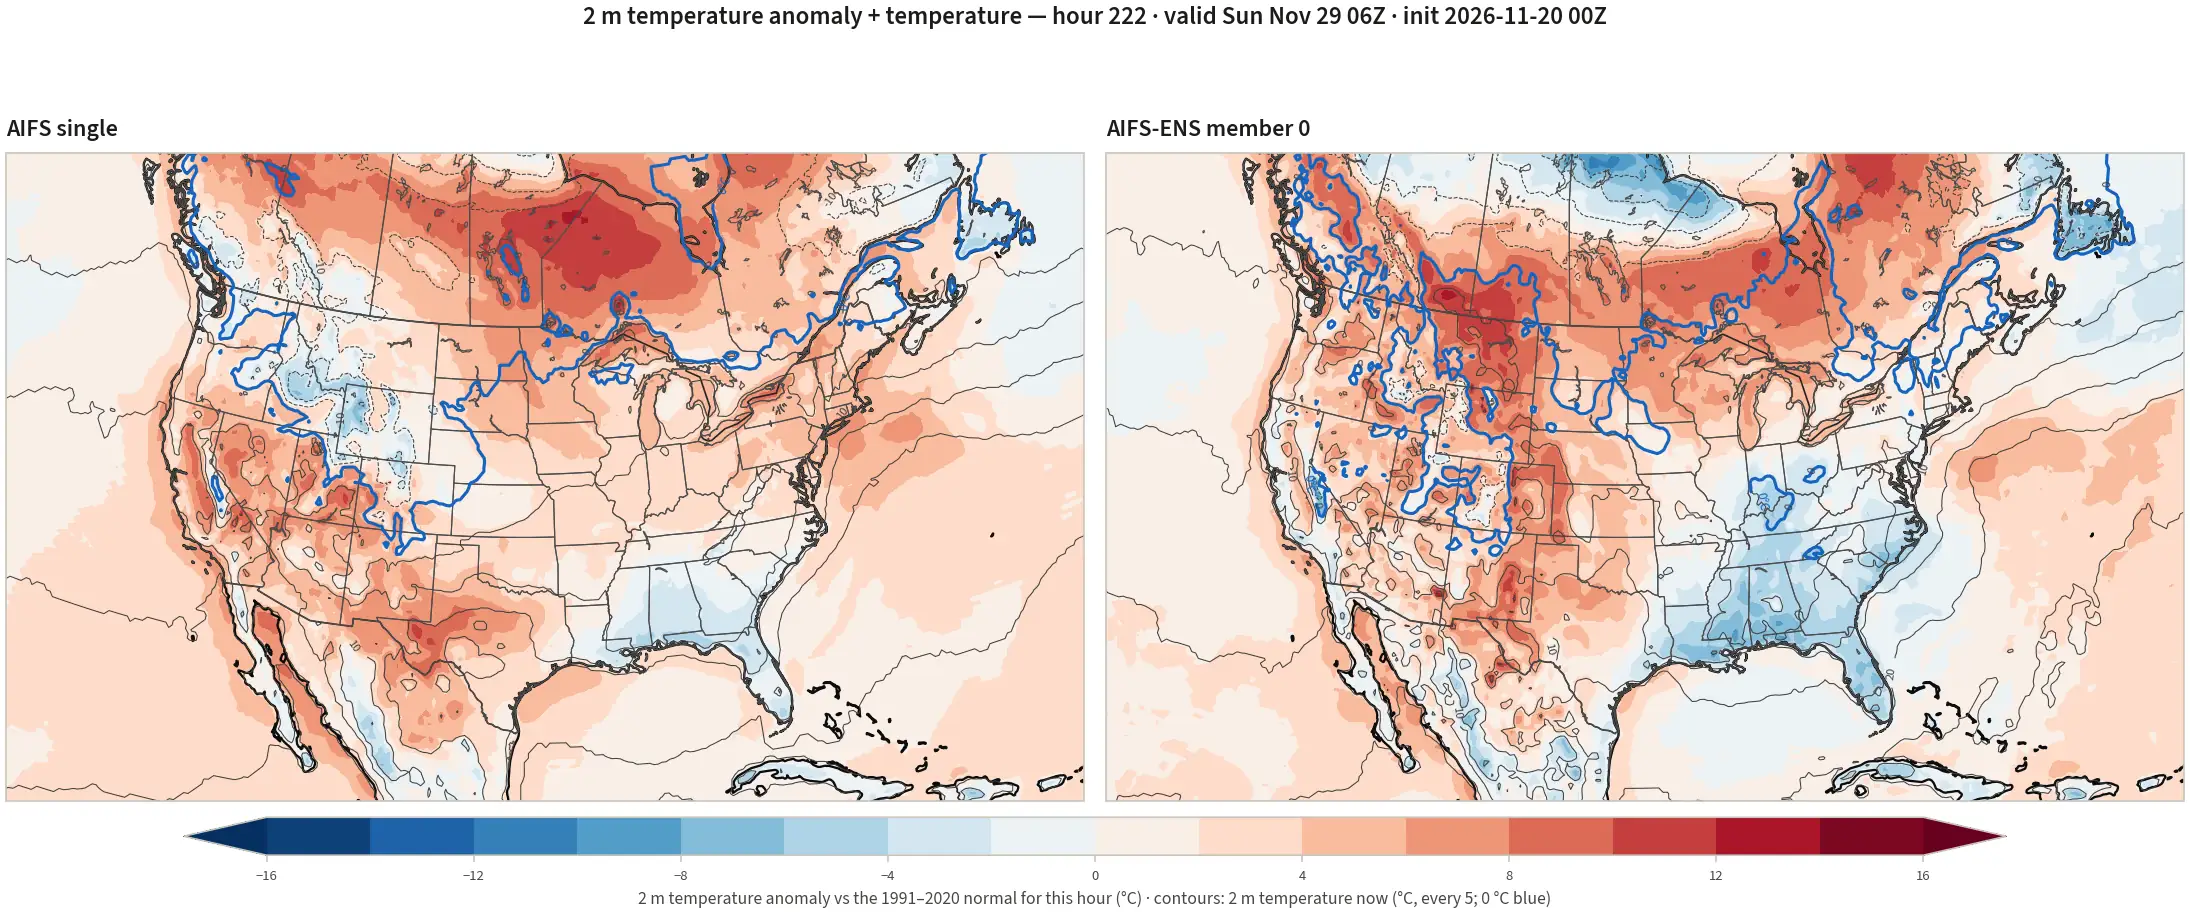 2 m temperature anomaly + temperature — hour 222 · valid Sun Nov 29 06Z · init 2026-11-20 00Z
AIFS single
AIFS-ENS member 0
−16 −12 −8 −4 0 4 8 12 16
2 m temperature anomaly vs the 1991–2020 normal for this hour (°C) · contours: 2 m temperature now (°C, every 5; 0 °C blue)